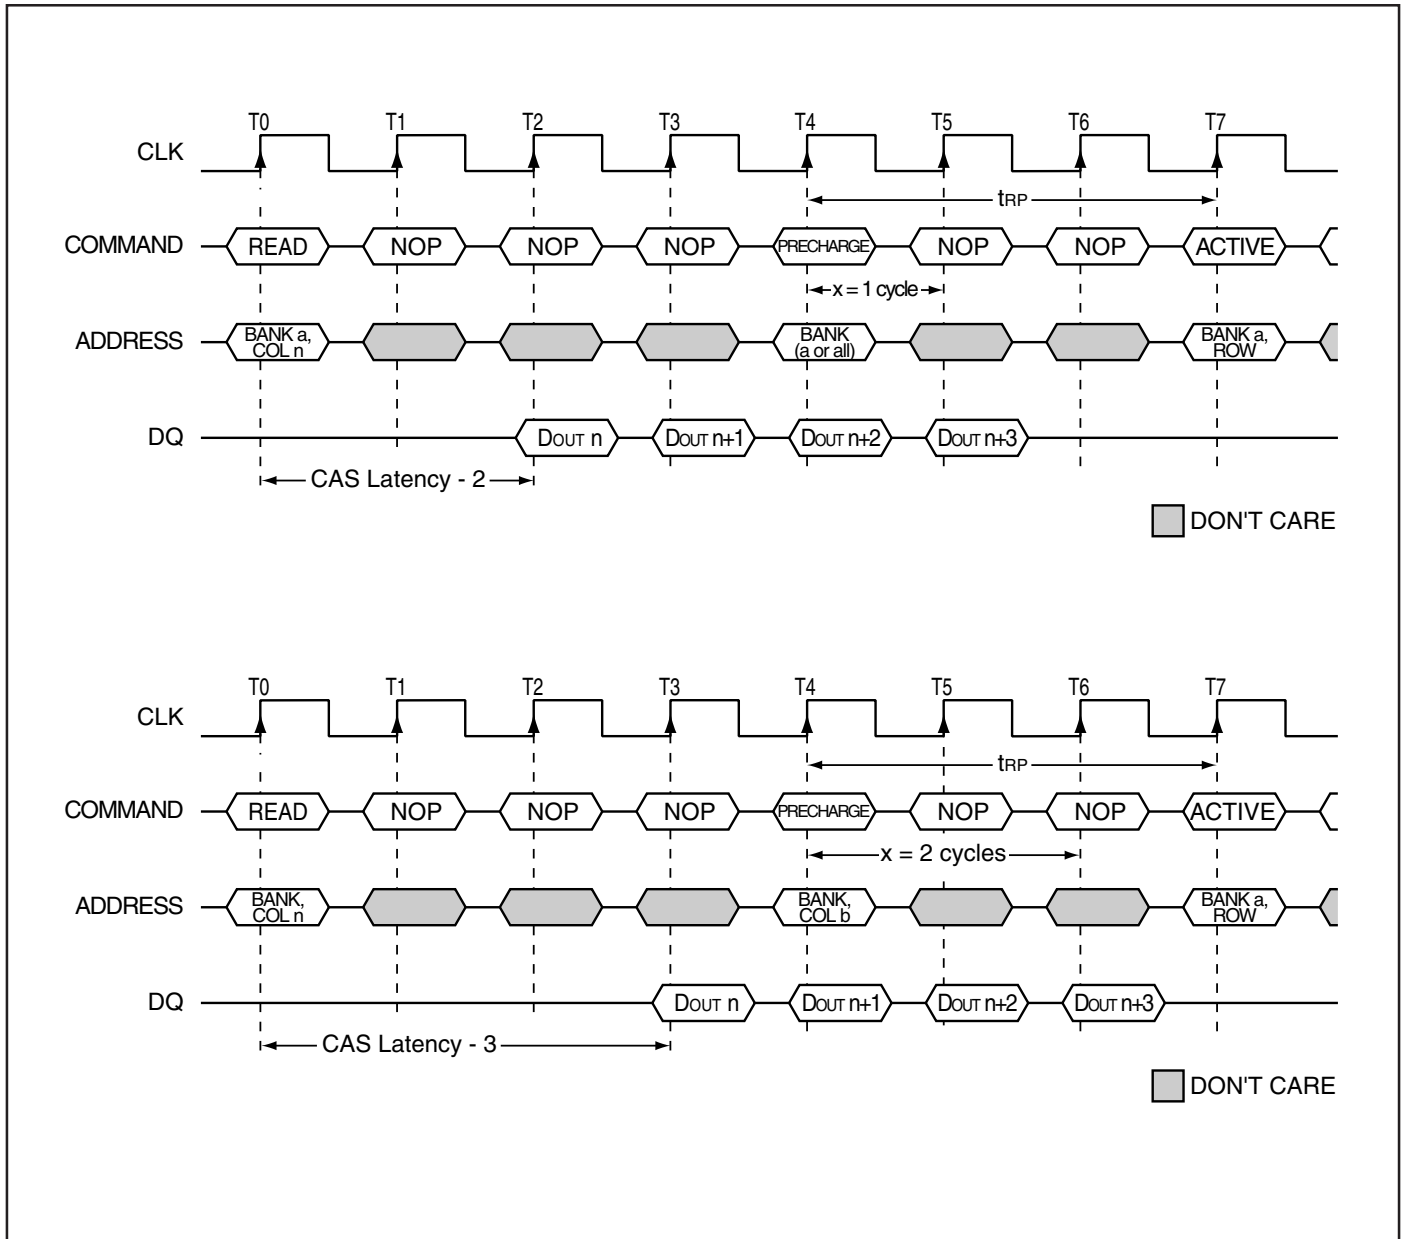 T0 T1 T2 T3 T4 T5 T6 T7
CLK
tRP
COMMAND READ NOP NOP NOP PRECHARGE NOP NOP ACTIVE
x = 1 cycle
ADDRESS BANK a, COL n BANK (a or all) BANK a, ROW
DQ DOUT n DOUT n+1 DOUT n+2 DOUT n+3
CAS Latency - 2
DON'T CARE
T0 T1 T2 T3 T4 T5 T6 T7
CLK
tRP
COMMAND READ NOP NOP NOP PRECHARGE NOP NOP ACTIVE
x = 2 cycles
ADDRESS BANK, COL n BANK, COL b BANK a, ROW
DQ DOUT n DOUT n+1 DOUT n+2 DOUT n+3
CAS Latency - 3
DON'T CARE